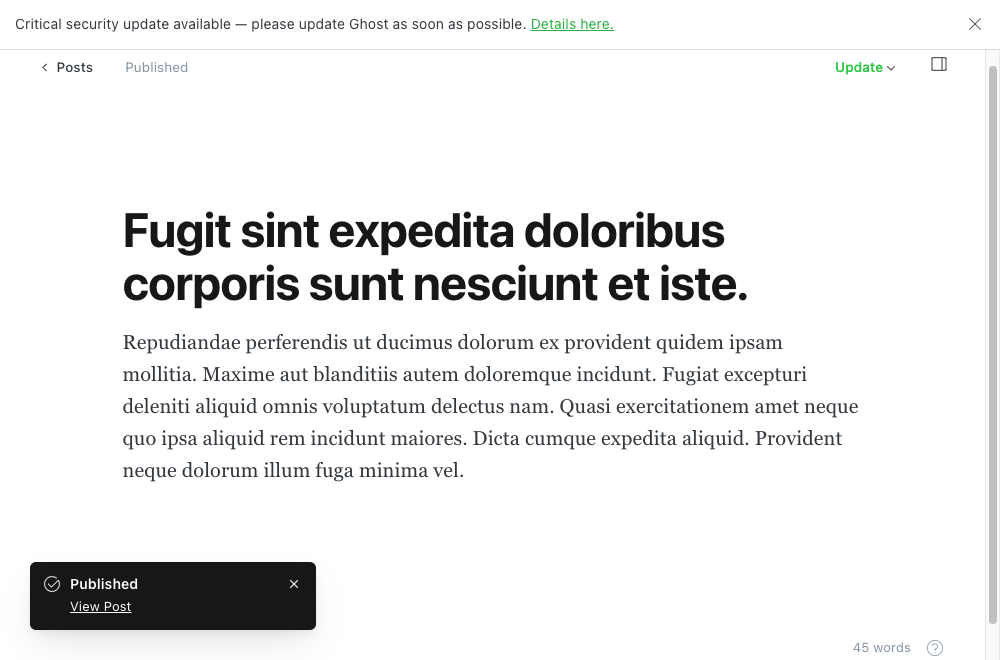 Critical security update available — please update Ghost as soon as possible. Details here.
Posts
Published
Update
Fugit sint expedita doloribus
corporis sunt nesciunt et iste.
Repudiandae perferendis ut ducimus dolorum ex provident quidem ipsam
mollitia. Maxime aut blanditiis autem doloremque incidunt. Fugiat excepturi
deleniti aliquid omnis voluptatum delectus nam. Quasi exercitationem amet neque
quo ipsa aliquid rem incidunt maiores. Dicta cumque expedita aliquid. Provident
neque dolorum illum fuga minima vel.
Published
View Post
45 words